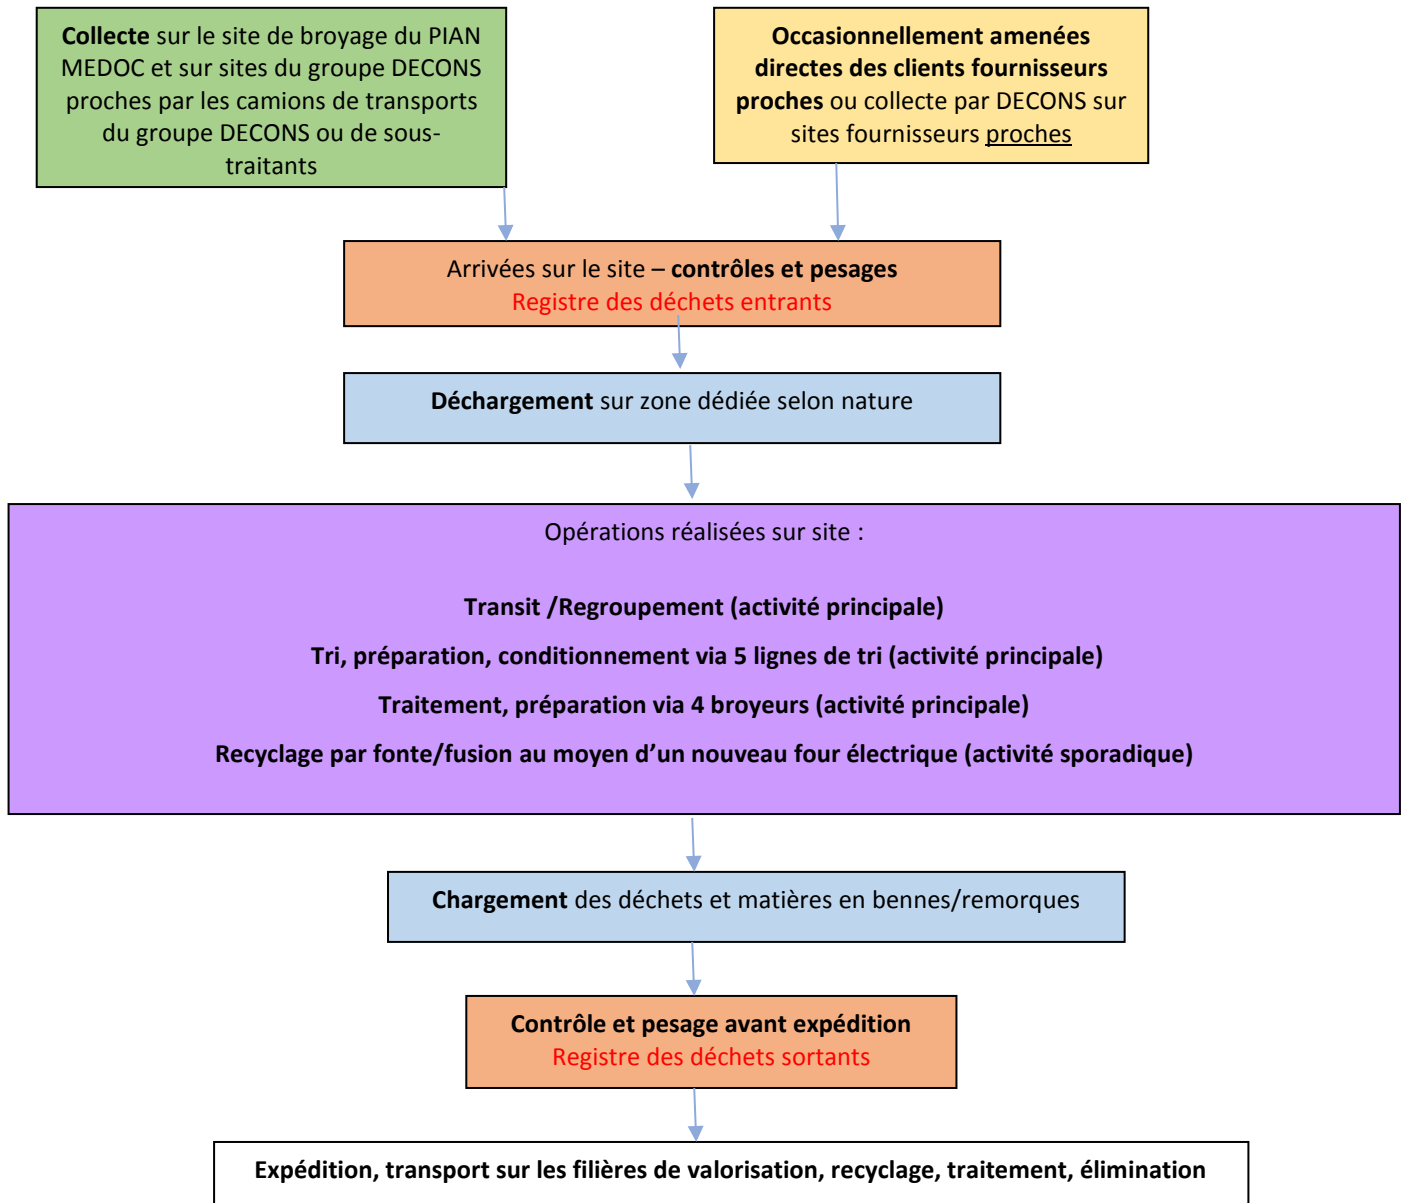 Collecte sur le site de broyage du PIAN
MEDOC et sur sites du groupe DECONS
proches par les camions de transports
du groupe DECONS ou de sous-
traitants
Occasionnellement amenées
directes des clients fournisseurs
proches ou collecte par DECONS sur
sites fournisseurs proches
Arrivées sur le site – contrôles et pesages
Registre des déchets entrants
Déchargement sur zone dédiée selon nature
Opérations réalisées sur site :
Transit /Regroupement (activité principale)
Tri, préparation, conditionnement via 5 lignes de tri (activité principale)
Traitement, préparation via 4 broyeurs (activité principale)
Recyclage par fonte/fusion au moyen d’un nouveau four électrique (activité sporadique)
Chargement des déchets et matières en bennes/remorques
Contrôle et pesage avant expédition
Registre des déchets sortants
Expédition, transport sur les filières de valorisation, recyclage, traitement, élimination